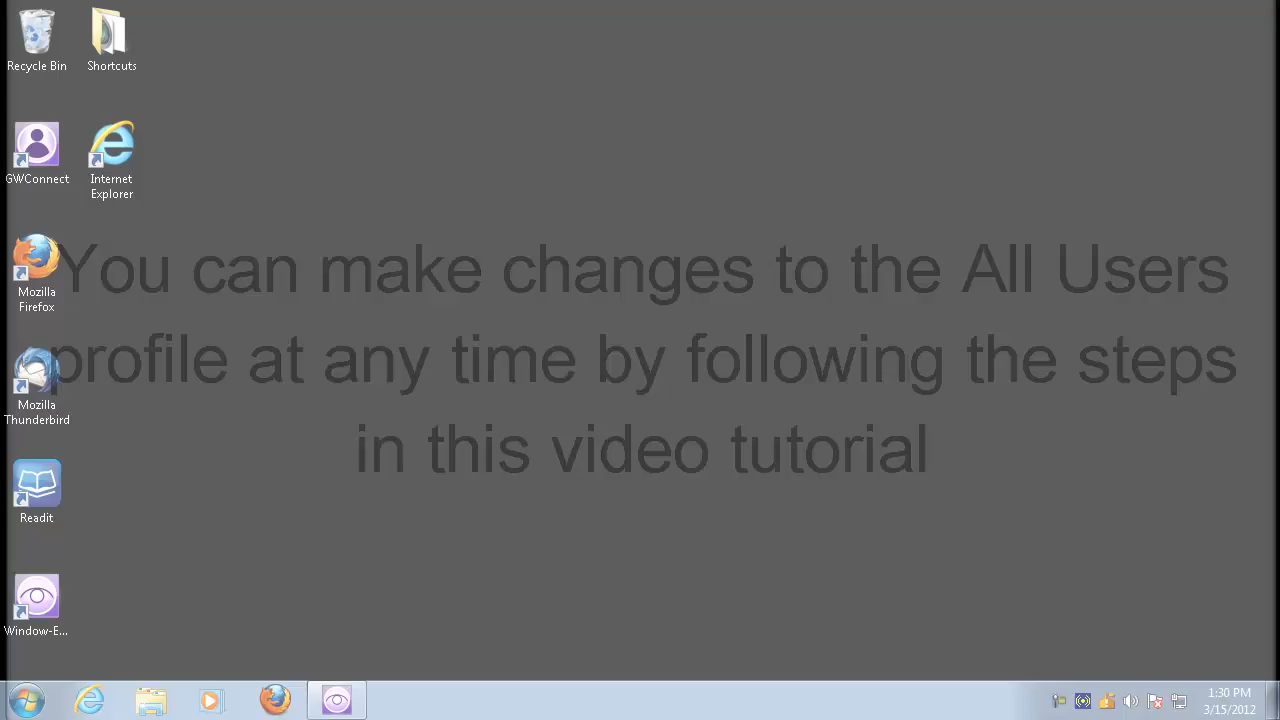 Recycle Bin
Shortcuts
GWConnect
Internet
Explorer
Mozilla
Firefox
You can make changes to the All Users
profile at any time by following the steps
in this video tutorial
Mozilla
Thunderbird
Readit
Window-E...
1:30 PM
3/15/2012